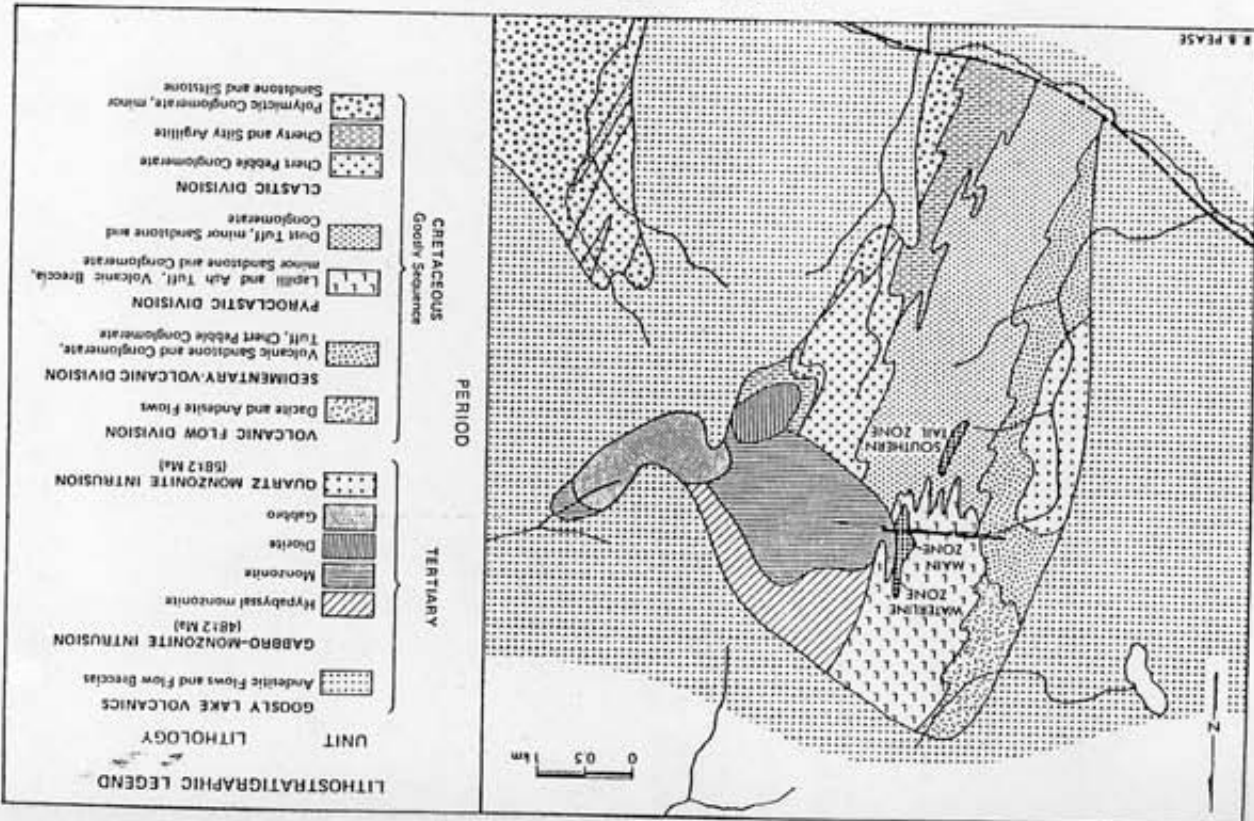 LITHOSTRATIGRAPHIC LEGEND
UNIT LITHOLOGY
PERIOD
GOOSLY LAKE VOLCANICS
Andesitic Flows and Flow Breccias
GABBRO-MONZONITE INTRUSION
(48±2 Ma)
Hypabyssal monzonite
Monzonite
Diorite
Gabbro
QUARTZ MONZONITE INTRUSION
(58±2 Ma)
TERTIARY
VOLCANIC FLOW DIVISION
Dacite and Andesite Flows
SEDIMENTARY-VOLCANIC DIVISION
Volcanic Sandstone and Conglomerate,
Tuff, Chert Pebble Conglomerate
PYROCLASTIC DIVISION
Lapilli and Ash Tuff, Volcanic Breccia,
minor Sandstone and Conglomerate
Dust Tuff, minor Sandstone and
Conglomerate
CLASTIC DIVISION
Chert Pebble Conglomerate
Cherty and Silty Argillite
Polymictic Conglomerate, minor
Sandstone and Siltstone
CRETACEOUS
Goosly Sequence
N
0 0.5 1 km
WATERLINE
ZONE
MAIN
ZONE
SOUTHERN
TAIL ZONE
R B PEASE